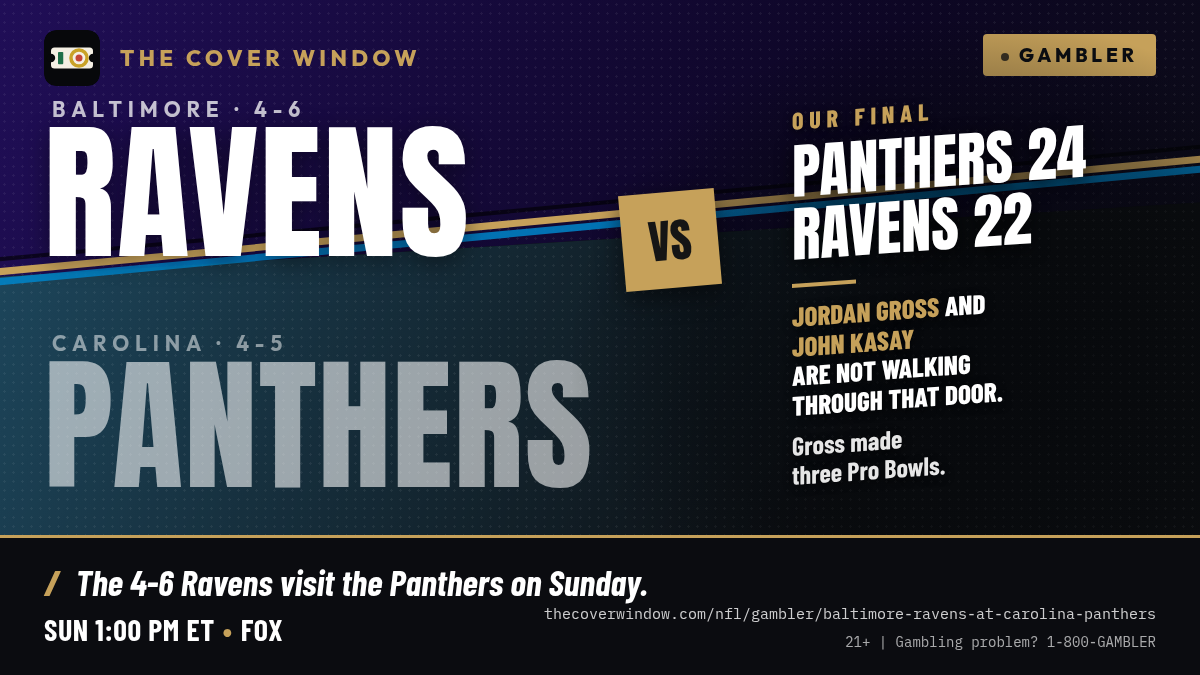 THE COVER WINDOW
• GAMBLER
BALTIMORE · 4-6
RAVENS
VS
CAROLINA · 4-5
PANTHERS
OUR FINAL
PANTHERS 24
RAVENS 22
JORDAN GROSS AND
JOHN KASAY
ARE NOT WALKING
THROUGH THAT DOOR.
Gross made
three Pro Bowls.
/ The 4-6 Ravens visit the Panthers on Sunday.
SUN 1:00 PM ET • FOX
thecoverwindow.com/nfl/gambler/baltimore-ravens-at-carolina-panthers
21+ | Gambling problem? 1-800-GAMBLER